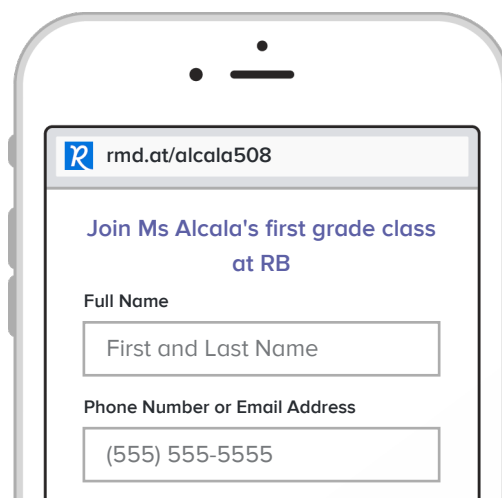 rmd.at/alcala508
Join Ms Alcala's first grade class
at RB
Full Name
First and Last Name
Phone Number or Email Address
(555) 555-5555